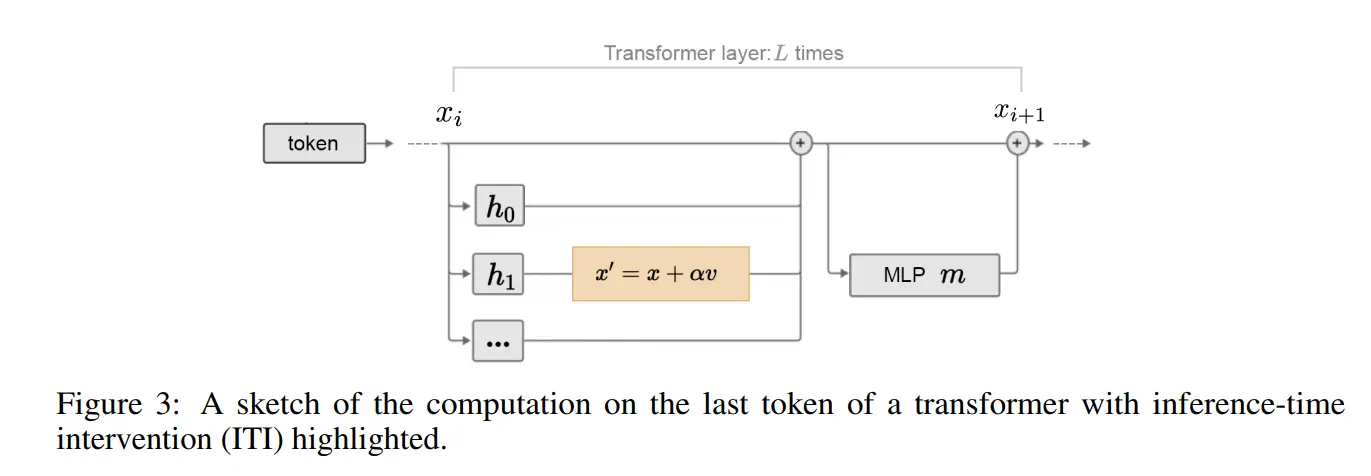 Transformer layer: L times
x_i
x_{i+1}
token
+
+
h_0
h_1
x′ = x + αv
MLP m
...
Figure 3: A sketch of the computation on the last token of a transformer with inference-time
intervention (ITI) highlighted.